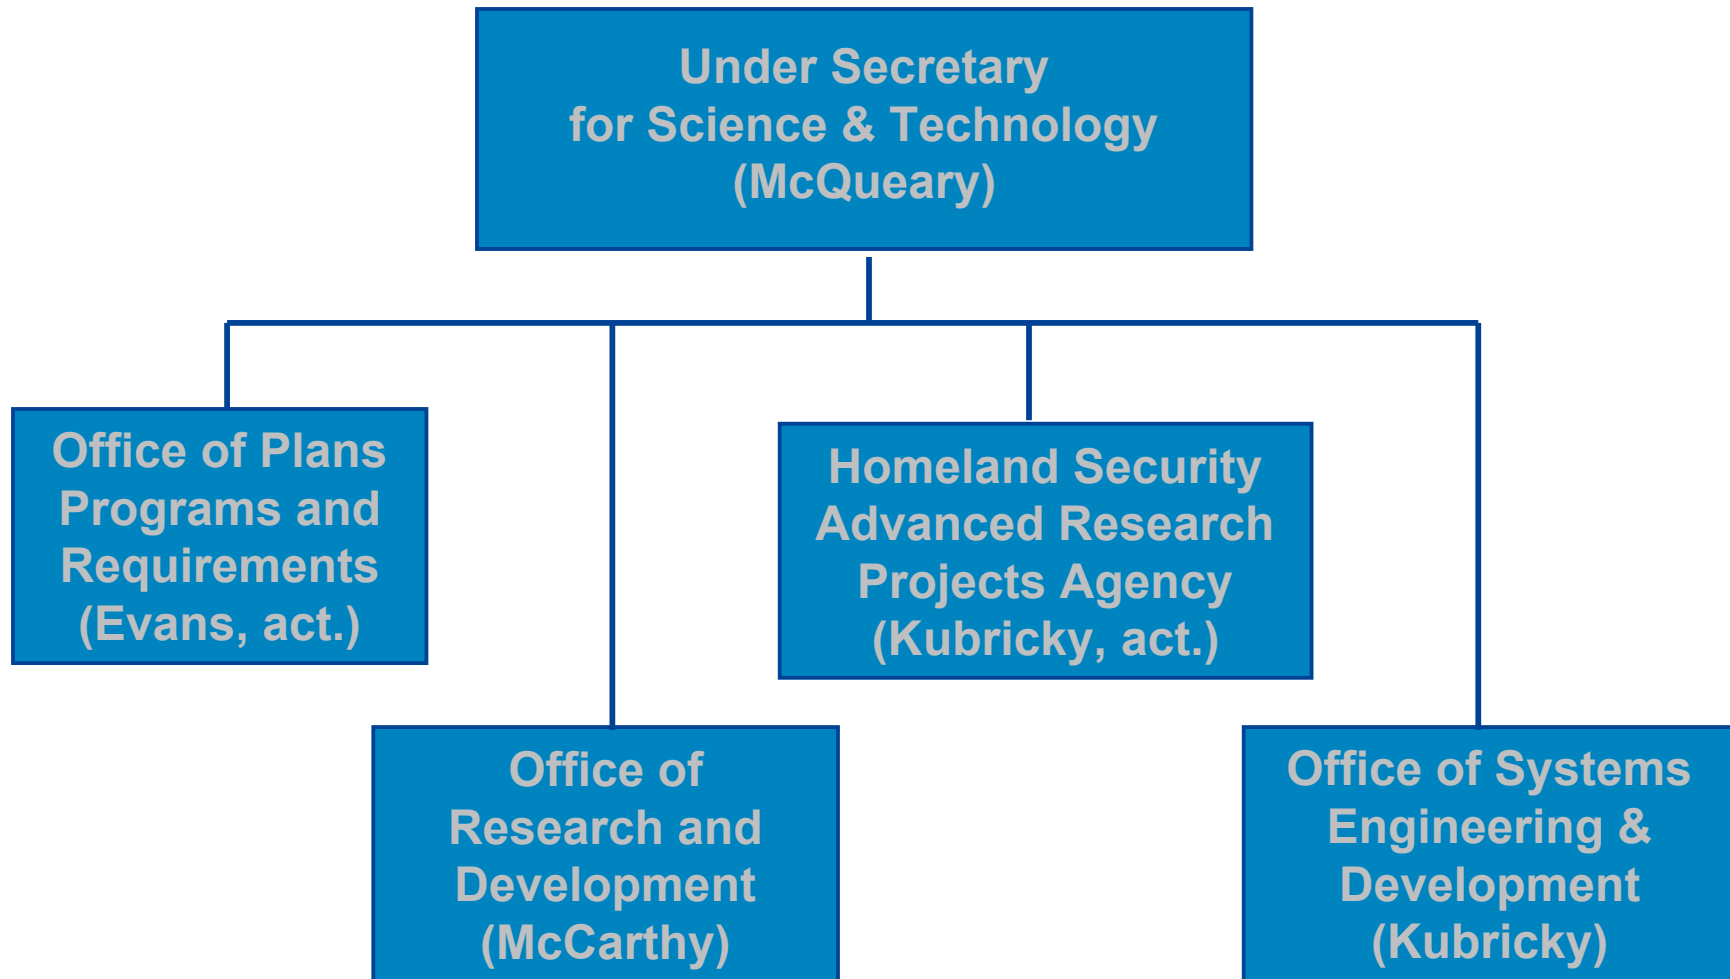 Under Secretary
for Science & Technology
(McQueary)
Office of Plans
Programs and
Requirements
(Evans, act.)
Homeland Security
Advanced Research
Projects Agency
(Kubricky, act.)
Office of
Research and
Development
(McCarthy)
Office of Systems
Engineering &
Development
(Kubricky)